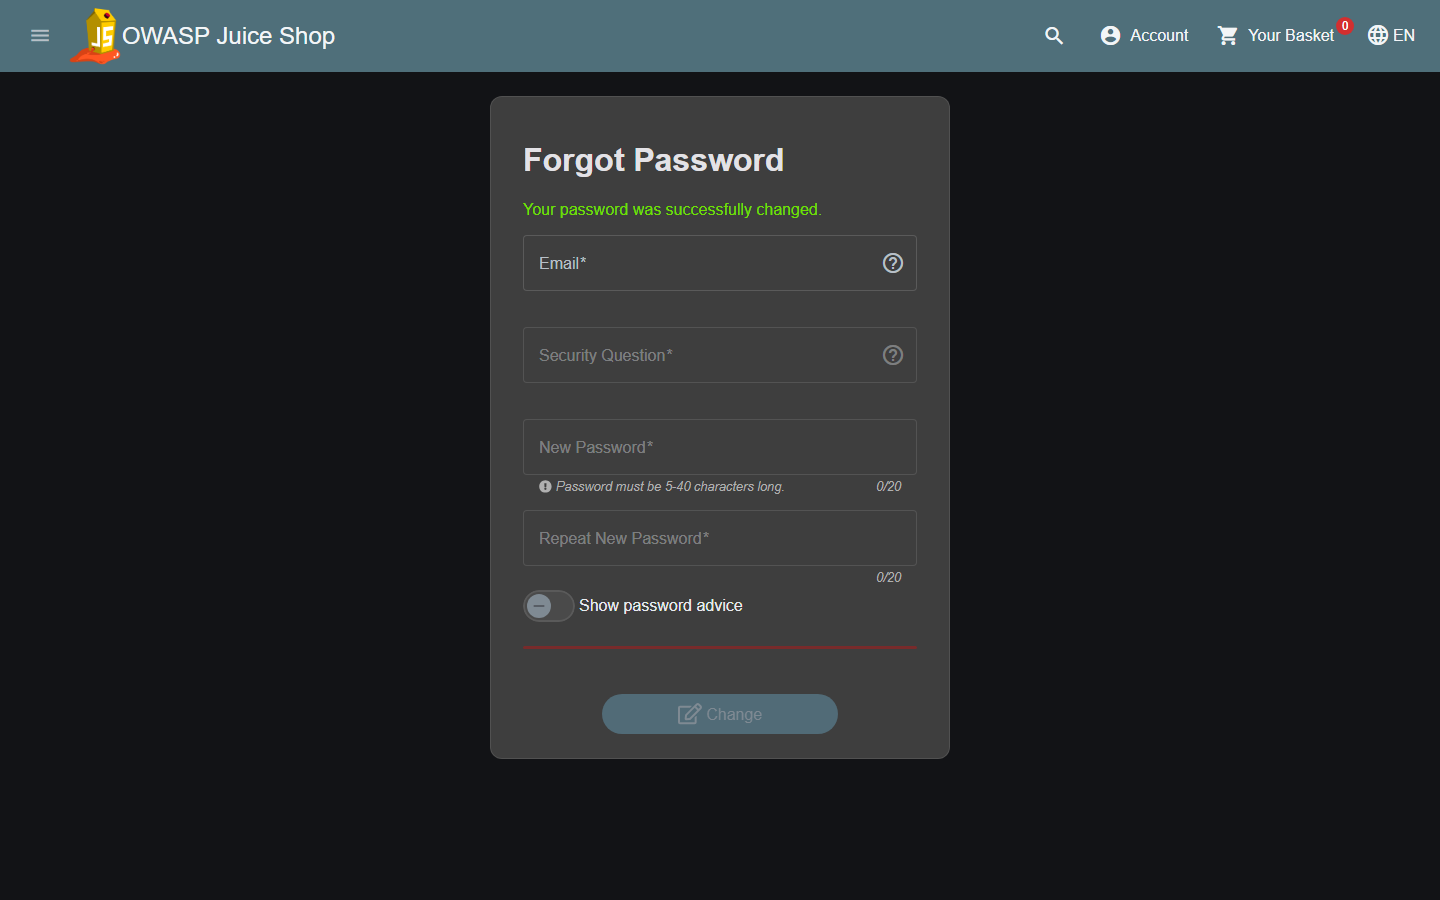 JS
OWASP Juice Shop
Account
Your Basket
0
EN
Forgot Password
Your password was successfully changed.
Email*
Security Question*
New Password*
Password must be 5-40 characters long.
0/20
Repeat New Password*
0/20
Show password advice
Change